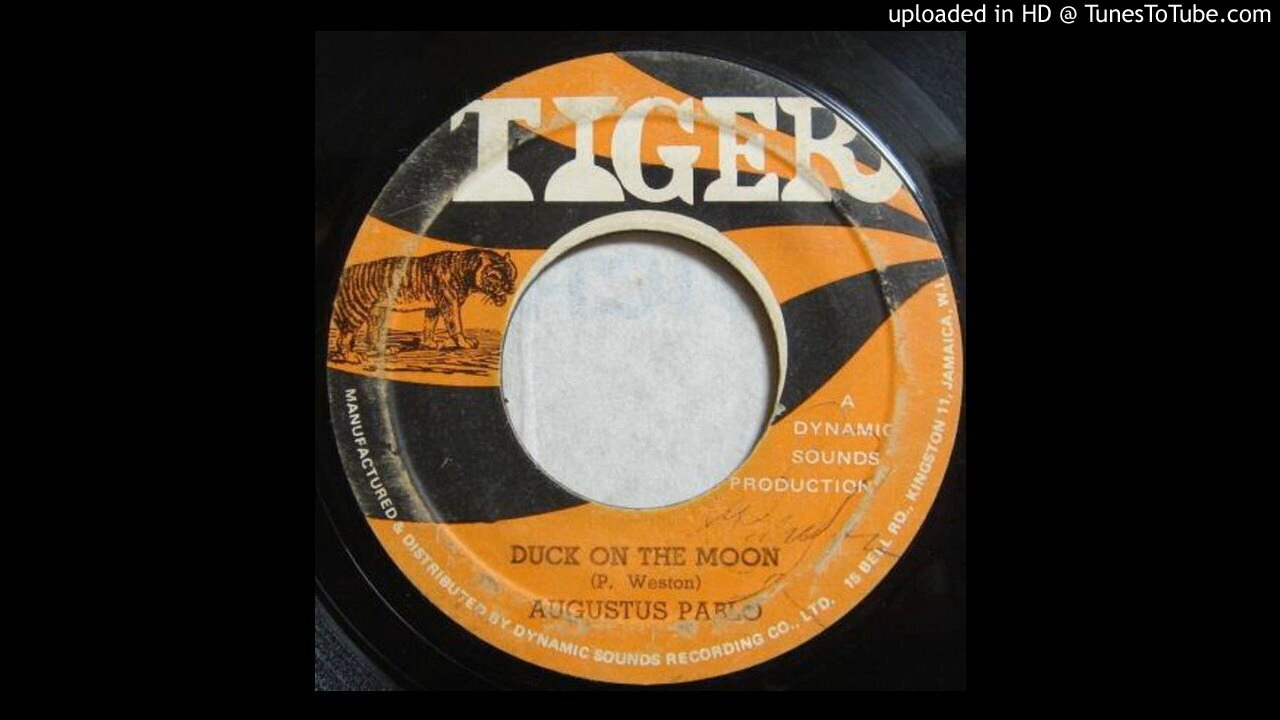 uploaded in HD @ TunesToTube.com
TIGER
A
DYNAMIC
SOUNDS
PRODUCTION
DUCK ON THE MOON
(P. Weston)
AUGUSTUS PABLO
MANUFACTURED & DISTRIBUTED BY DYNAMIC SOUNDS RECORDING CO., LTD. 15 BELL RD., KINGSTON 11, JAMAICA, W.I.